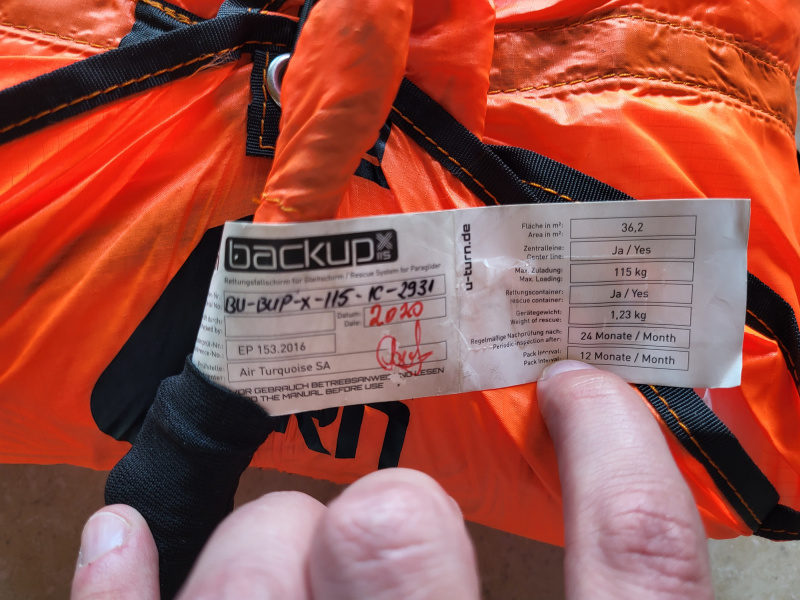 backup X
115
Rettungsfallschirm für Gleitschirm / Rescue System for Paraglider
BU-BUP-X-115-1C-2931
Datum:
Date:
2020
EP 153.2016
Air Turquoise SA
VOR GEBRAUCH BETRIEBSANWEISUNG LESEN
READ THE MANUAL BEFORE USE
u-turn.de
Fläche in m²:
Area in m²:
36,2
Zentralleine:
Center line:
Ja / Yes
Max. Zuladung:
Max. Loading:
115 kg
Rettungscontainer:
rescue container:
Ja / Yes
Gerätegewicht:
Weight of rescue:
1,23 kg
Regelmäßige Nachprüfung nach:
Periodic inspection after:
24 Monate / Month
Pack Interval:
Pack Interval:
12 Monate / Month